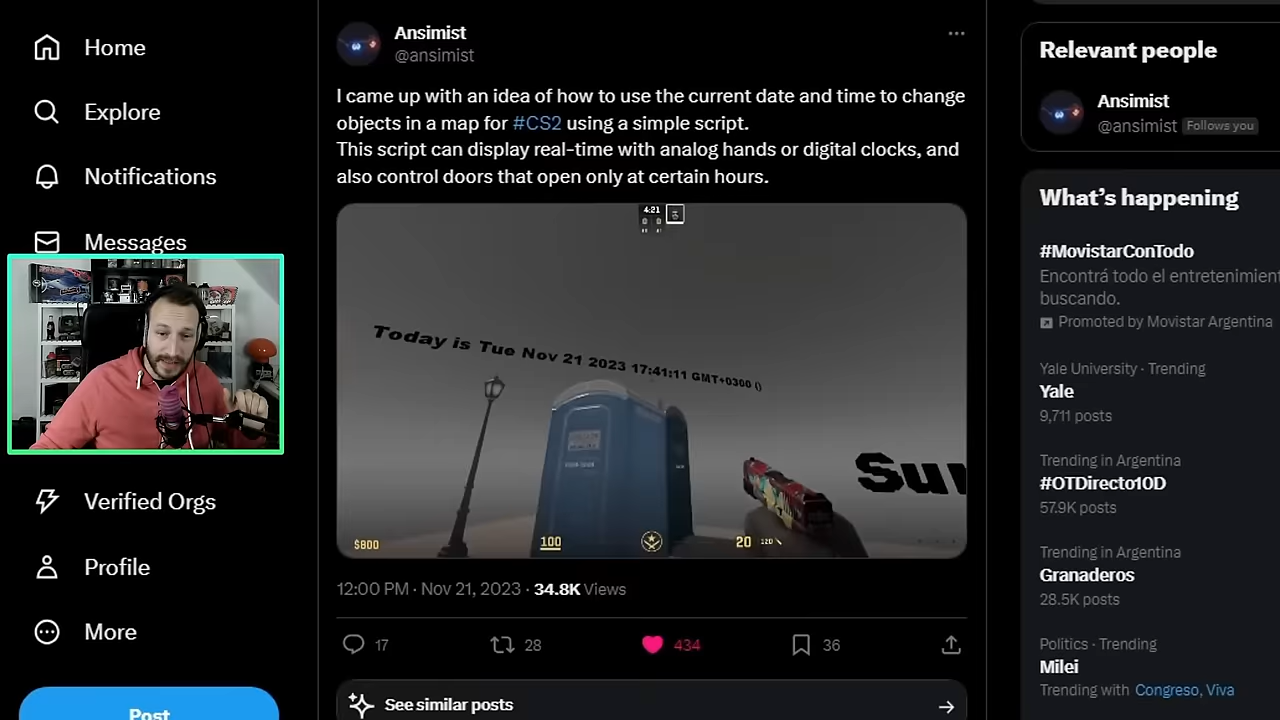 Home
Explore
Notifications
Messages
Verified Orgs
Profile
More
Post
Ansimist
@ansimist
I came up with an idea of how to use the current date and time to change
objects in a map for #CS2 using a simple script.
This script can display real-time with analog hands or digital clocks, and
also control doors that open only at certain hours.
4:21
Today is Tue Nov 21 2023 17:41:11 GMT+0300 ()
Sun
$800
100
20
120
12:00 PM · Nov 21, 2023 · 34.8K Views
17
28
434
36
See similar posts
Relevant people
Ansimist
@ansimist Follows you
What's happening
#MovistarConTodo
Encontrá todo el entretenimient
buscando.
Promoted by Movistar Argentina
Yale University · Trending
Yale
9,711 posts
Trending in Argentina
#OTDirecto10D
57.9K posts
Trending in Argentina
Granaderos
28.5K posts
Politics · Trending
Milei
Trending with Congreso, Viva